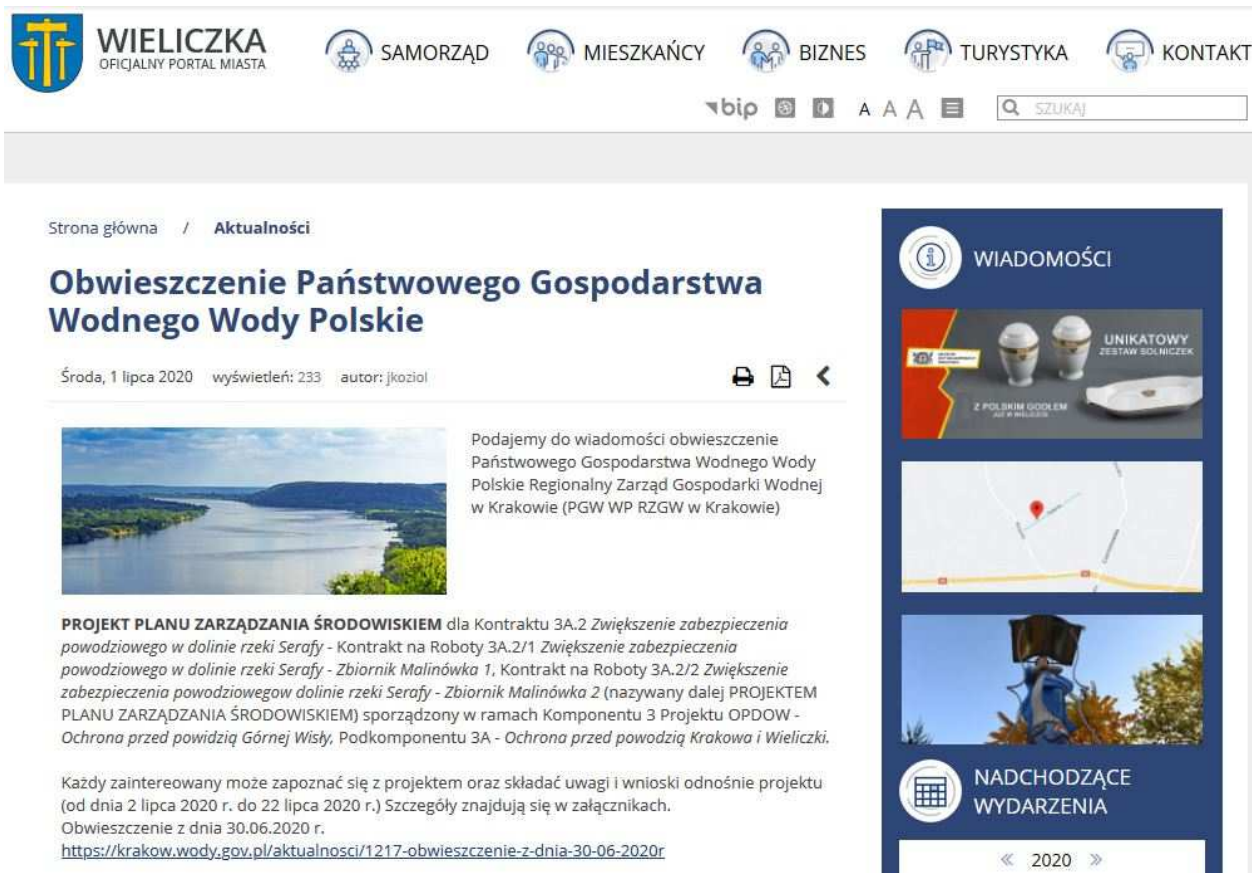 WIELICZKA
OFICJALNY PORTAL MIASTA
SAMORZĄD
MIESZKAŃCY
BIZNES
TURYSTYKA
KONTAKT
bip
A A A
SZUKAJ
Strona główna / Aktualności
Obwieszczenie Państwowego Gospodarstwa
Wodnego Wody Polskie
Środa, 1 lipca 2020 wyświetleń: 233 autor: jkoziol
Podajemy do wiadomości obwieszczenie
Państwowego Gospodarstwa Wodnego Wody
Polskie Regionalny Zarząd Gospodarki Wodnej
w Krakowie (PGW WP RZGW w Krakowie)
PROJEKT PLANU ZARZĄDZANIA ŚRODOWISKIEM dla Kontraktu 3A.2 Zwiększenie zabezpieczenia
powodziowego w dolinie rzeki Serafy - Kontrakt na Roboty 3A.2/1 Zwiększenie zabezpieczenia
powodziowego w dolinie rzeki Serafy - Zbiornik Malinówka 1, Kontrakt na Roboty 3A.2/2 Zwiększenie
zabezpieczenia powodziowegow dolinie rzeki Serafy - Zbiornik Malinówka 2 (nazywany dalej PROJEKTEM
PLANU ZARZĄDZANIA ŚRODOWISKIEM) sporządzony w ramach Komponentu 3 Projektu OPDOW -
Ochrona przed powidzią Górnej Wisły, Podkomponentu 3A - Ochrona przed powodzią Krakowa i Wieliczki.
Każdy zaintereowany może zapoznać się z projektem oraz składać uwagi i wnioski odnośnie projektu
(od dnia 2 lipca 2020 r. do 22 lipca 2020 r.) Szczegóły znajdują się w załącznikach.
Obwieszczenie z dnia 30.06.2020 r.
https://krakow.wody.gov.pl/aktualnosci/1217-obwieszczenie-z-dnia-30-06-2020r
WIADOMOŚCI
UNIKATOWY
ZESTAW SOLNICZEK
Z POLSKIM GODŁEM
NADCHODZĄCE
WYDARZENIA
« 2020 »